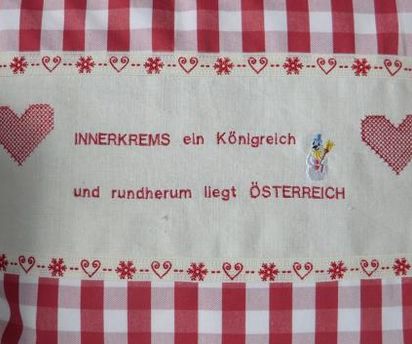 INNERKREMS ein Königreich
und rundherum liegt ÖSTERREICH